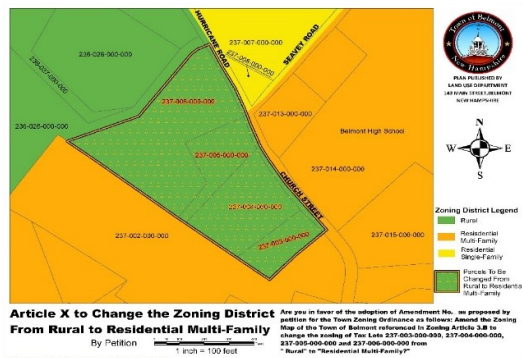 HURRICANE ROAD
237-007-000-000
237-008-000-000
SEAVEY ROAD
236-028-000-000
237-005-000-000
237-013-000-000
Belmont High School
237-006-000-000
237-014-000-000
CHURCH STREET
237-004-000-000
237-002-000-000
237-003-000-000
237-015-000-000
Town of Belmont
New Hampshire
PLAN PUBLISHED BY
LAND USE DEPARTMENT
143 MAIN STREET, BELMONT
NEW HAMPSHIRE
N
W E
S
Zoning District Legend
Rural
Residential
Multi-Family
Residential
Single-Family
Parcels To Be
Changed From
Rural to Residential
Multi-Family
Article X to Change the Zoning District
From Rural to Residential Multi-Family
By Petition
1 inch = 100 feet
Are you in favor of the adoption of Amendment No. as proposed by
petition for the Town Zoning Ordinance as follows: Amend the Zoning
Map of the Town of Belmont referenced in Zoning Article 3.B to
change the zoning of Tax Lots 237-003-000-000, 237-004-000-000,
237-005-000-000 and 237-006-000-000 from
" Rural" to "Residential Multi-Family?"